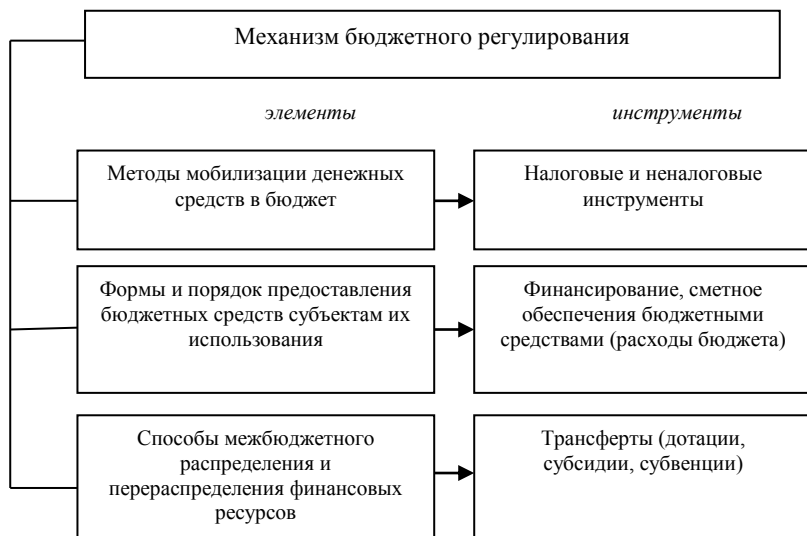 Механизм бюджетного регулирования
элементы
инструменты
Методы мобилизации денежных
средств в бюджет
Налоговые и неналоговые
инструменты
Формы и порядок предоставления
бюджетных средств субъектам их
использования
Финансирование, сметное
обеспечения бюджетными
средствами (расходы бюджета)
Способы межбюджетного
распределения и
перераспределения финансовых
ресурсов
Трансферты (дотации,
субсидии, субвенции)